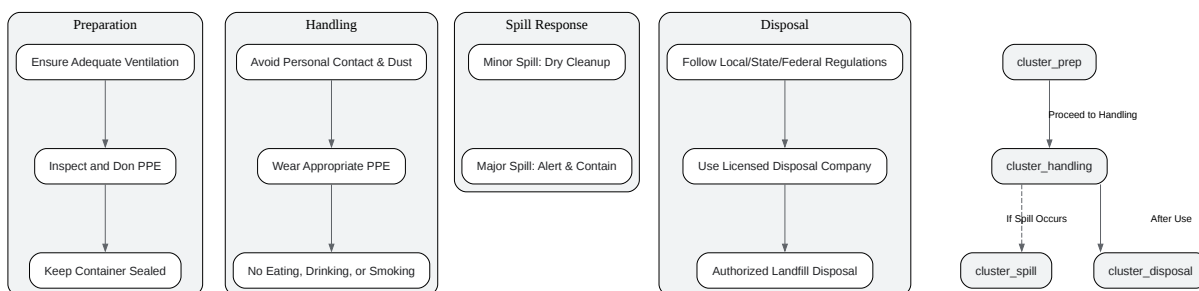 Preparation
Ensure Adequate Ventilation
Inspect and Don PPE
Keep Container Sealed
Handling
Avoid Personal Contact & Dust
Wear Appropriate PPE
No Eating, Drinking, or Smoking
Spill Response
Minor Spill: Dry Cleanup
Major Spill: Alert & Contain
Disposal
Follow Local/State/Federal Regulations
Use Licensed Disposal Company
Authorized Landfill Disposal
cluster_prep
Proceed to Handling
cluster_handling
If Spill Occurs
After Use
cluster_spill
cluster_disposal